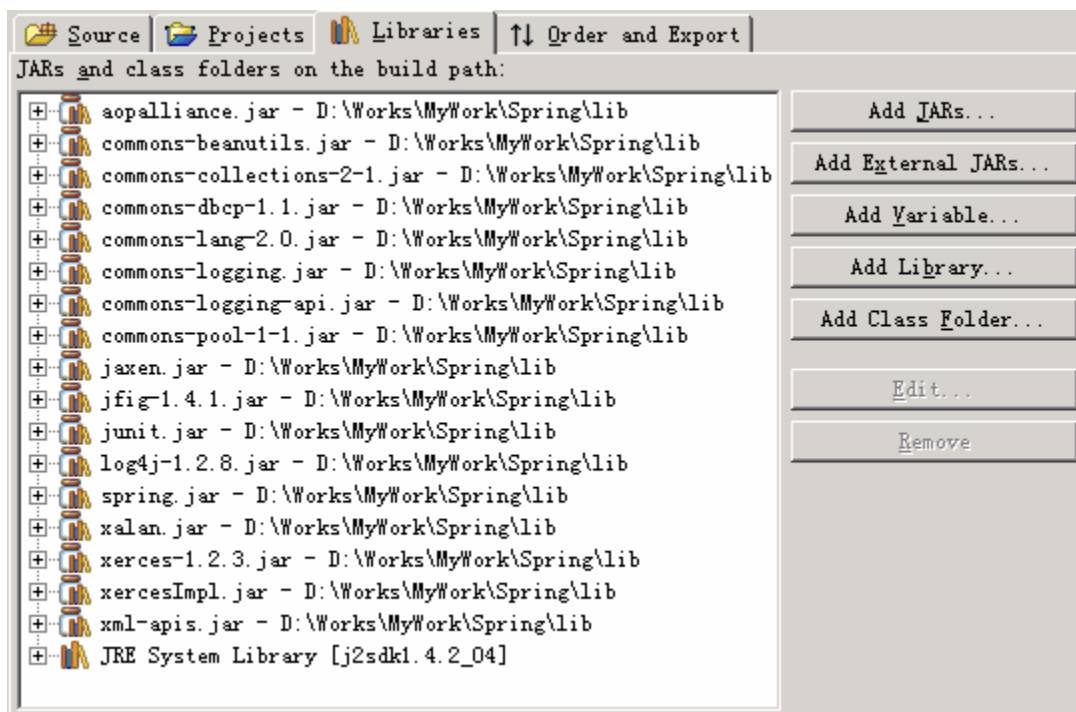 Source Projects Libraries Order and Export
JARs and class folders on the build path:
aopalliance.jar - D:\Works\MyWork\Spring\lib
commons-beanutils.jar - D:\Works\MyWork\Spring\lib
commons-collections-2-1.jar - D:\Works\MyWork\Spring\lib
commons-dbcp-1.1.jar - D:\Works\MyWork\Spring\lib
commons-lang-2.0.jar - D:\Works\MyWork\Spring\lib
commons-logging.jar - D:\Works\MyWork\Spring\lib
commons-logging-api.jar - D:\Works\MyWork\Spring\lib
commons-pool-1-1.jar - D:\Works\MyWork\Spring\lib
jaxen.jar - D:\Works\MyWork\Spring\lib
jfig-1.4.1.jar - D:\Works\MyWork\Spring\lib
junit.jar - D:\Works\MyWork\Spring\lib
log4j-1.2.8.jar - D:\Works\MyWork\Spring\lib
spring.jar - D:\Works\MyWork\Spring\lib
xalan.jar - D:\Works\MyWork\Spring\lib
xerces-1.2.3.jar - D:\Works\MyWork\Spring\lib
xercesImpl.jar - D:\Works\MyWork\Spring\lib
xml-apis.jar - D:\Works\MyWork\Spring\lib
JRE System Library [j2sdk1.4.2_04]
Add JARs...
Add External JARs...
Add Variable...
Add Library...
Add Class Folder...
Edit...
Remove